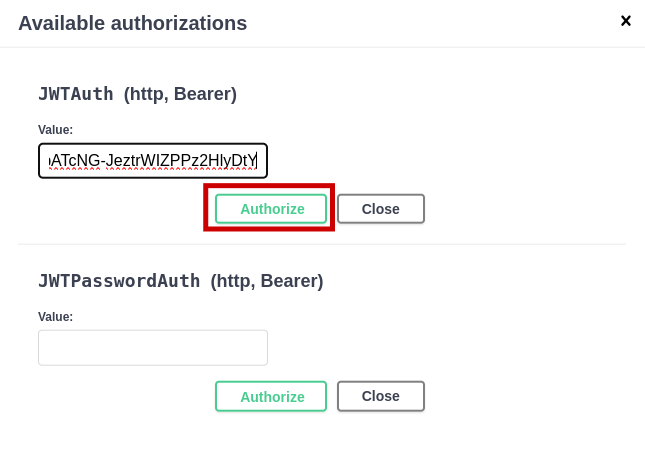 Available authorizations
JWTAuth (http, Bearer)
Value:
ATcNG-JeztrWIZPPz2HlyDtY
Authorize Close
JWTPasswordAuth (http, Bearer)
Value:
Authorize Close